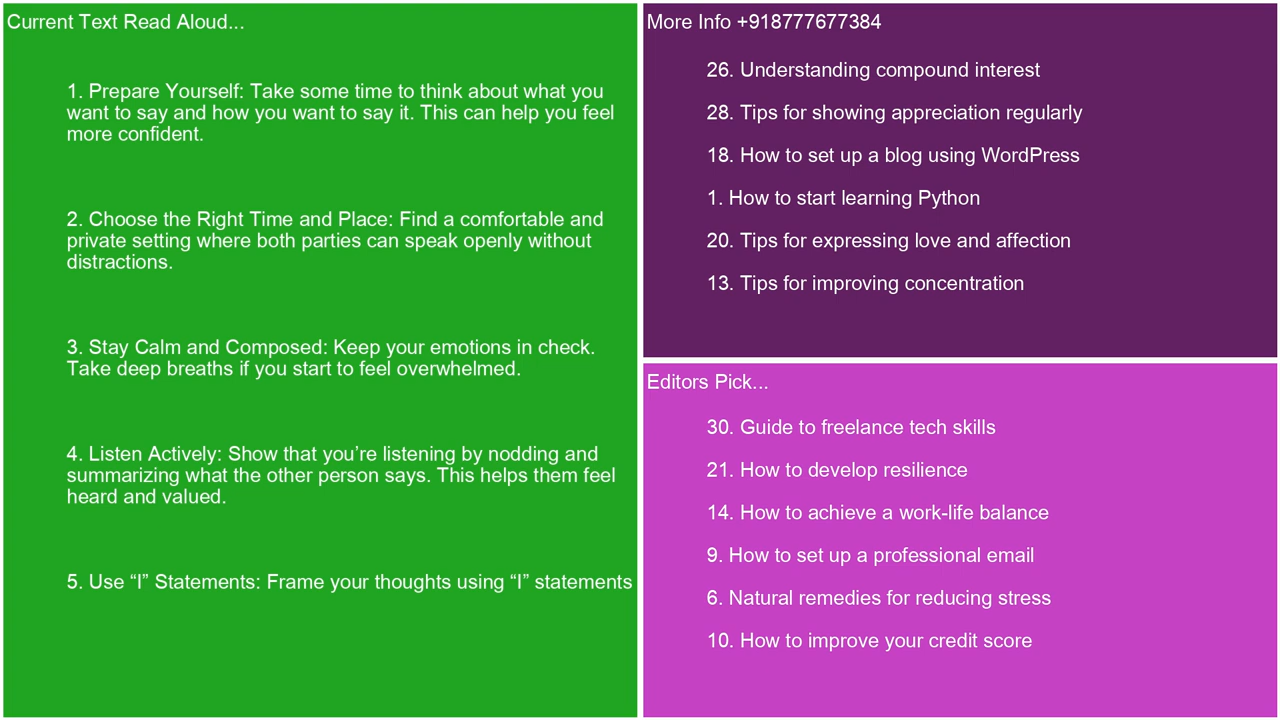 Current Text Read Aloud...
1. Prepare Yourself: Take some time to think about what you
want to say and how you want to say it. This can help you feel
more confident.
2. Choose the Right Time and Place: Find a comfortable and
private setting where both parties can speak openly without
distractions.
3. Stay Calm and Composed: Keep your emotions in check.
Take deep breaths if you start to feel overwhelmed.
4. Listen Actively: Show that you’re listening by nodding and
summarizing what the other person says. This helps them feel
heard and valued.
5. Use “I” Statements: Frame your thoughts using “I” statements
More Info +918777677384
26. Understanding compound interest
28. Tips for showing appreciation regularly
18. How to set up a blog using WordPress
1. How to start learning Python
20. Tips for expressing love and affection
13. Tips for improving concentration
Editors Pick...
30. Guide to freelance tech skills
21. How to develop resilience
14. How to achieve a work-life balance
9. How to set up a professional email
6. Natural remedies for reducing stress
10. How to improve your credit score